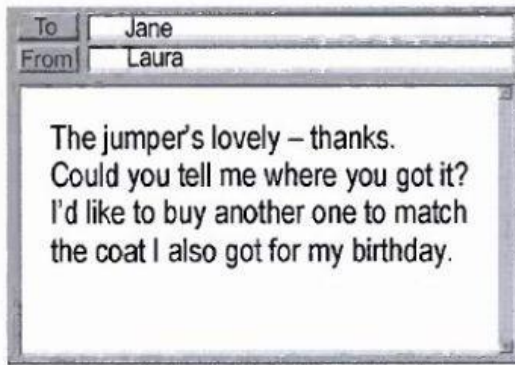 To Jane
From Laura
The jumper's lovely – thanks.
Could you tell me where you got it?
I'd like to buy another one to match
the coat I also got for my birthday.